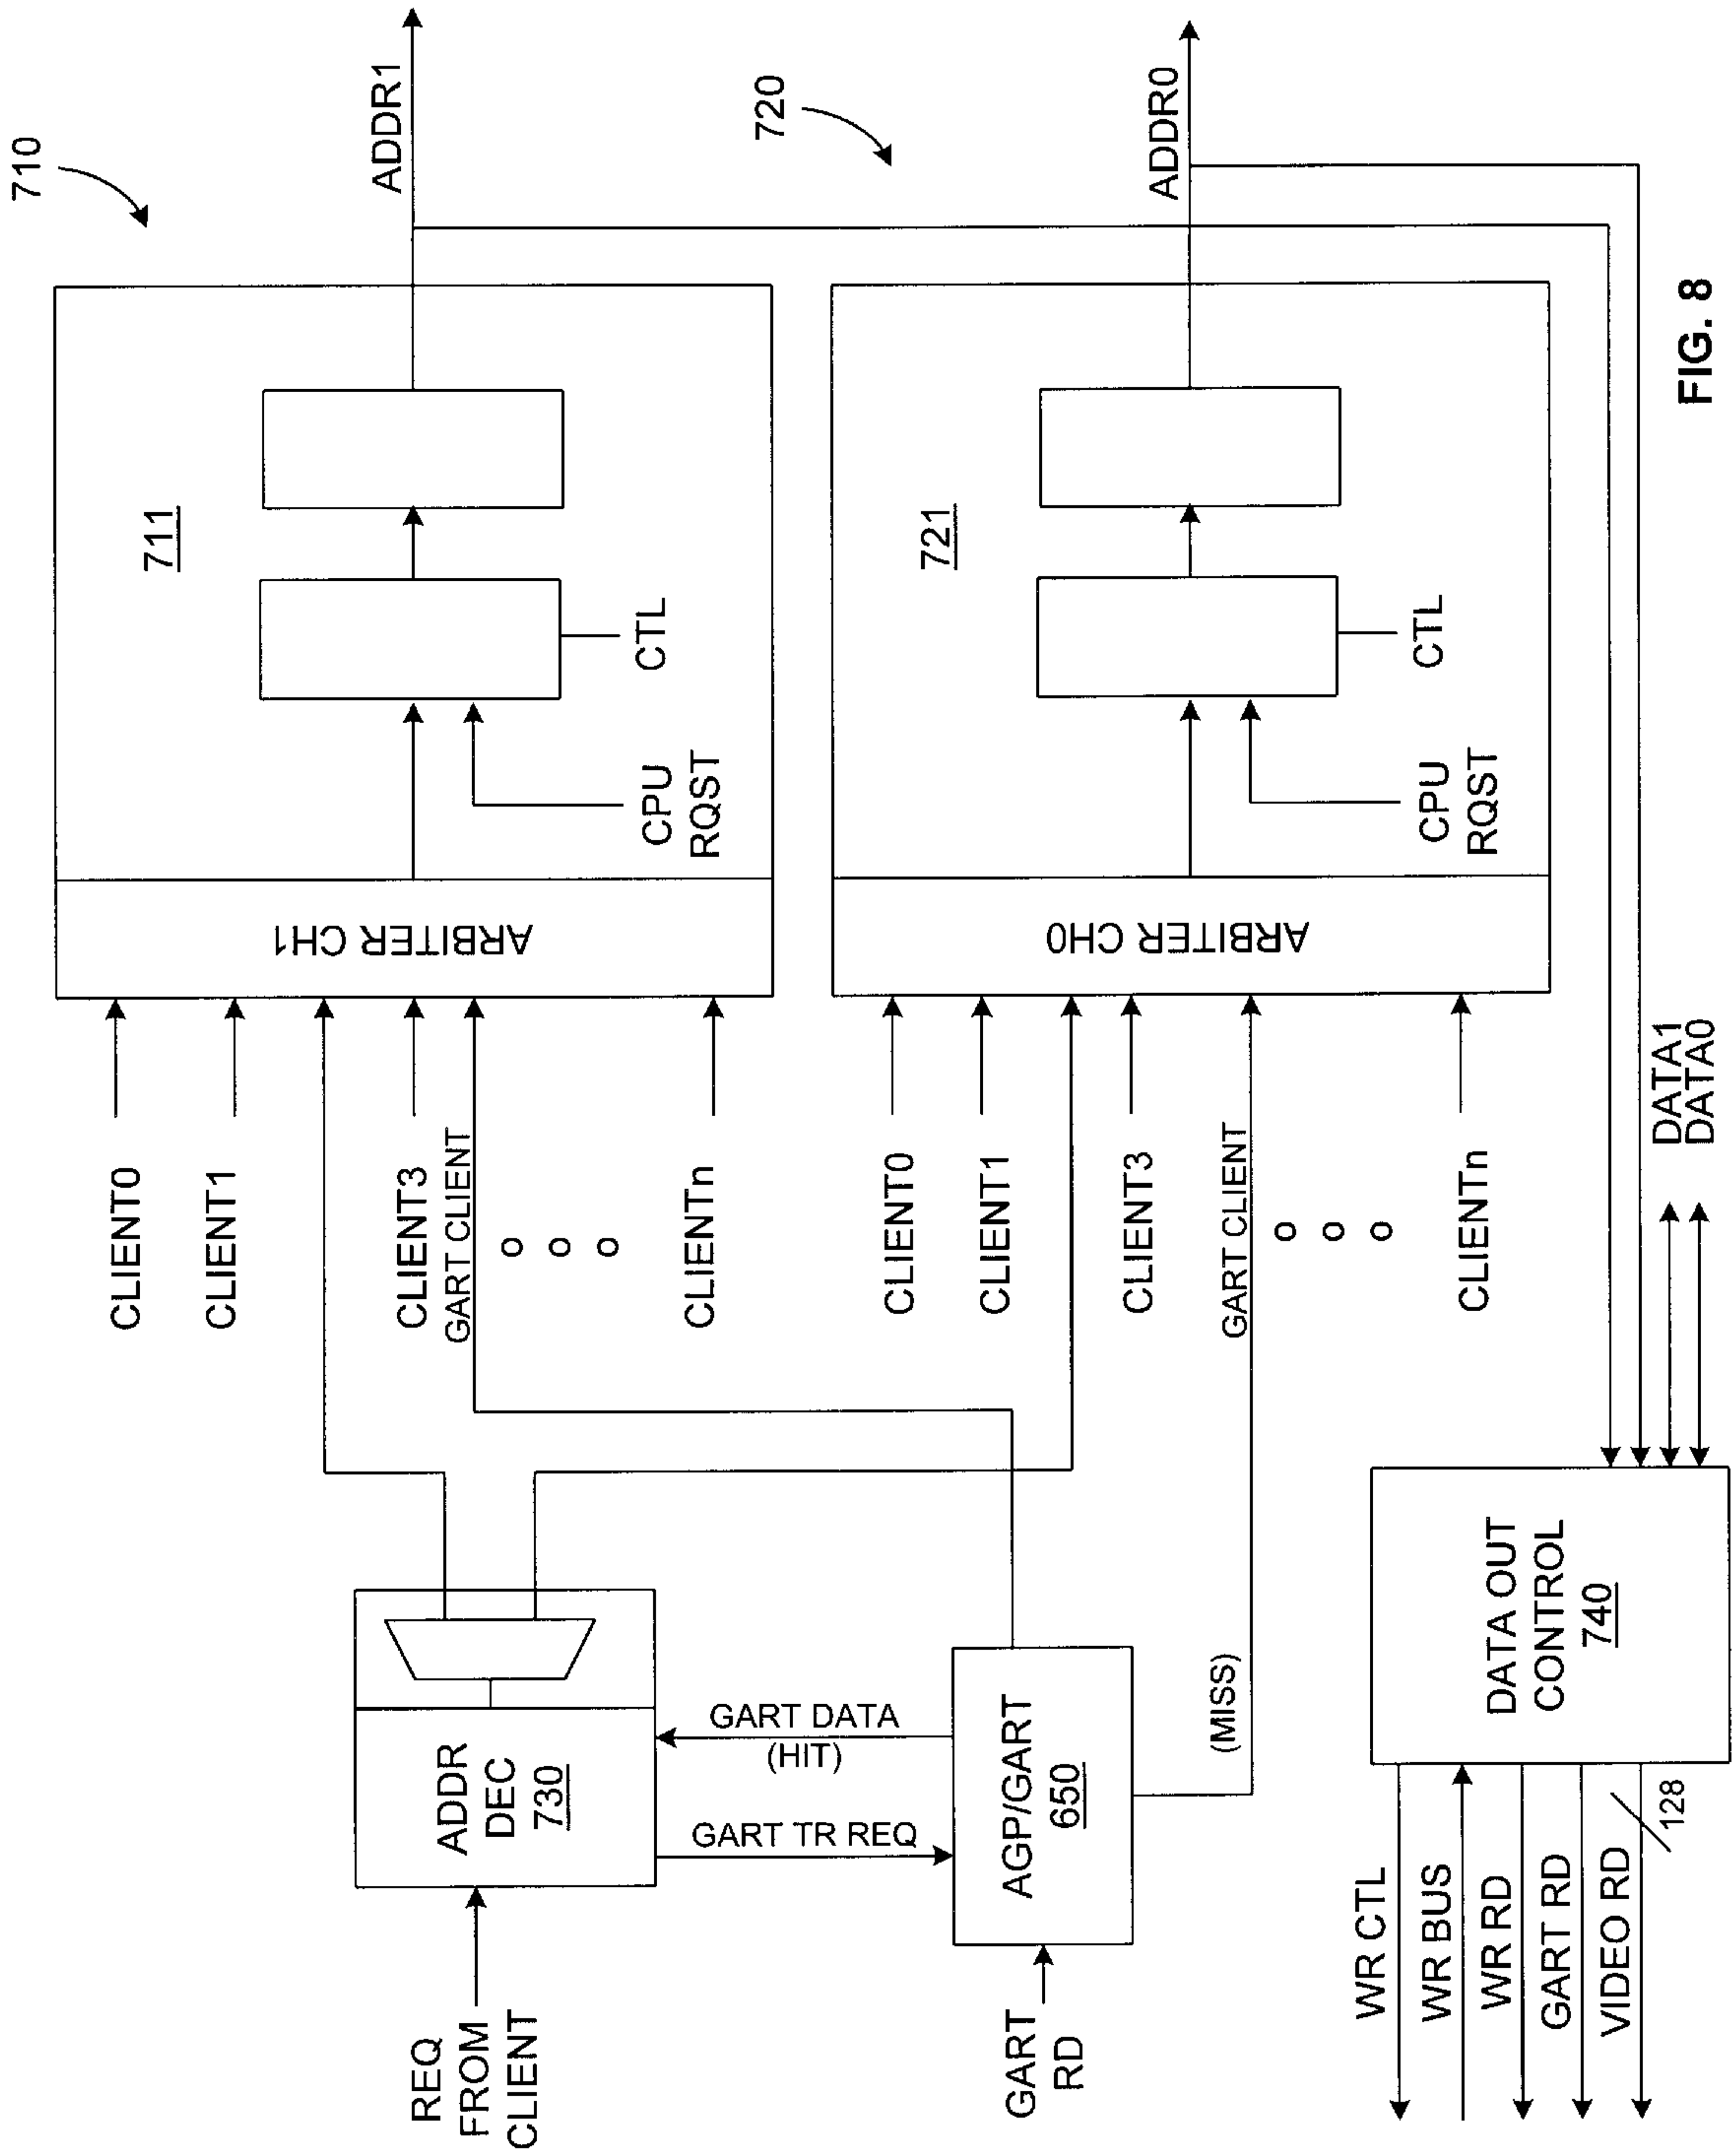 710
ADDR1
720
ADDR0
711
CTL
CPU
RQST
ARBITER CH1
721
CTL
CPU
RQST
ARBITER CH0
CLIENT0
CLIENT1
CLIENT3
GART CLIENT
CLIENTn
CLIENT0
CLIENT1
CLIENT3
GART CLIENT
CLIENTn
REQ
FROM
CLIENT
ADDR
DEC
730
GART DATA
(HIT)
GART TR REQ
AGP/GART
650
(MISS)
GART
RD
DATA OUT
CONTROL
740
DATA1
DATA0
WR CTL
WR BUS
WR RD
GART RD
VIDEO RD
128
FIG. 8